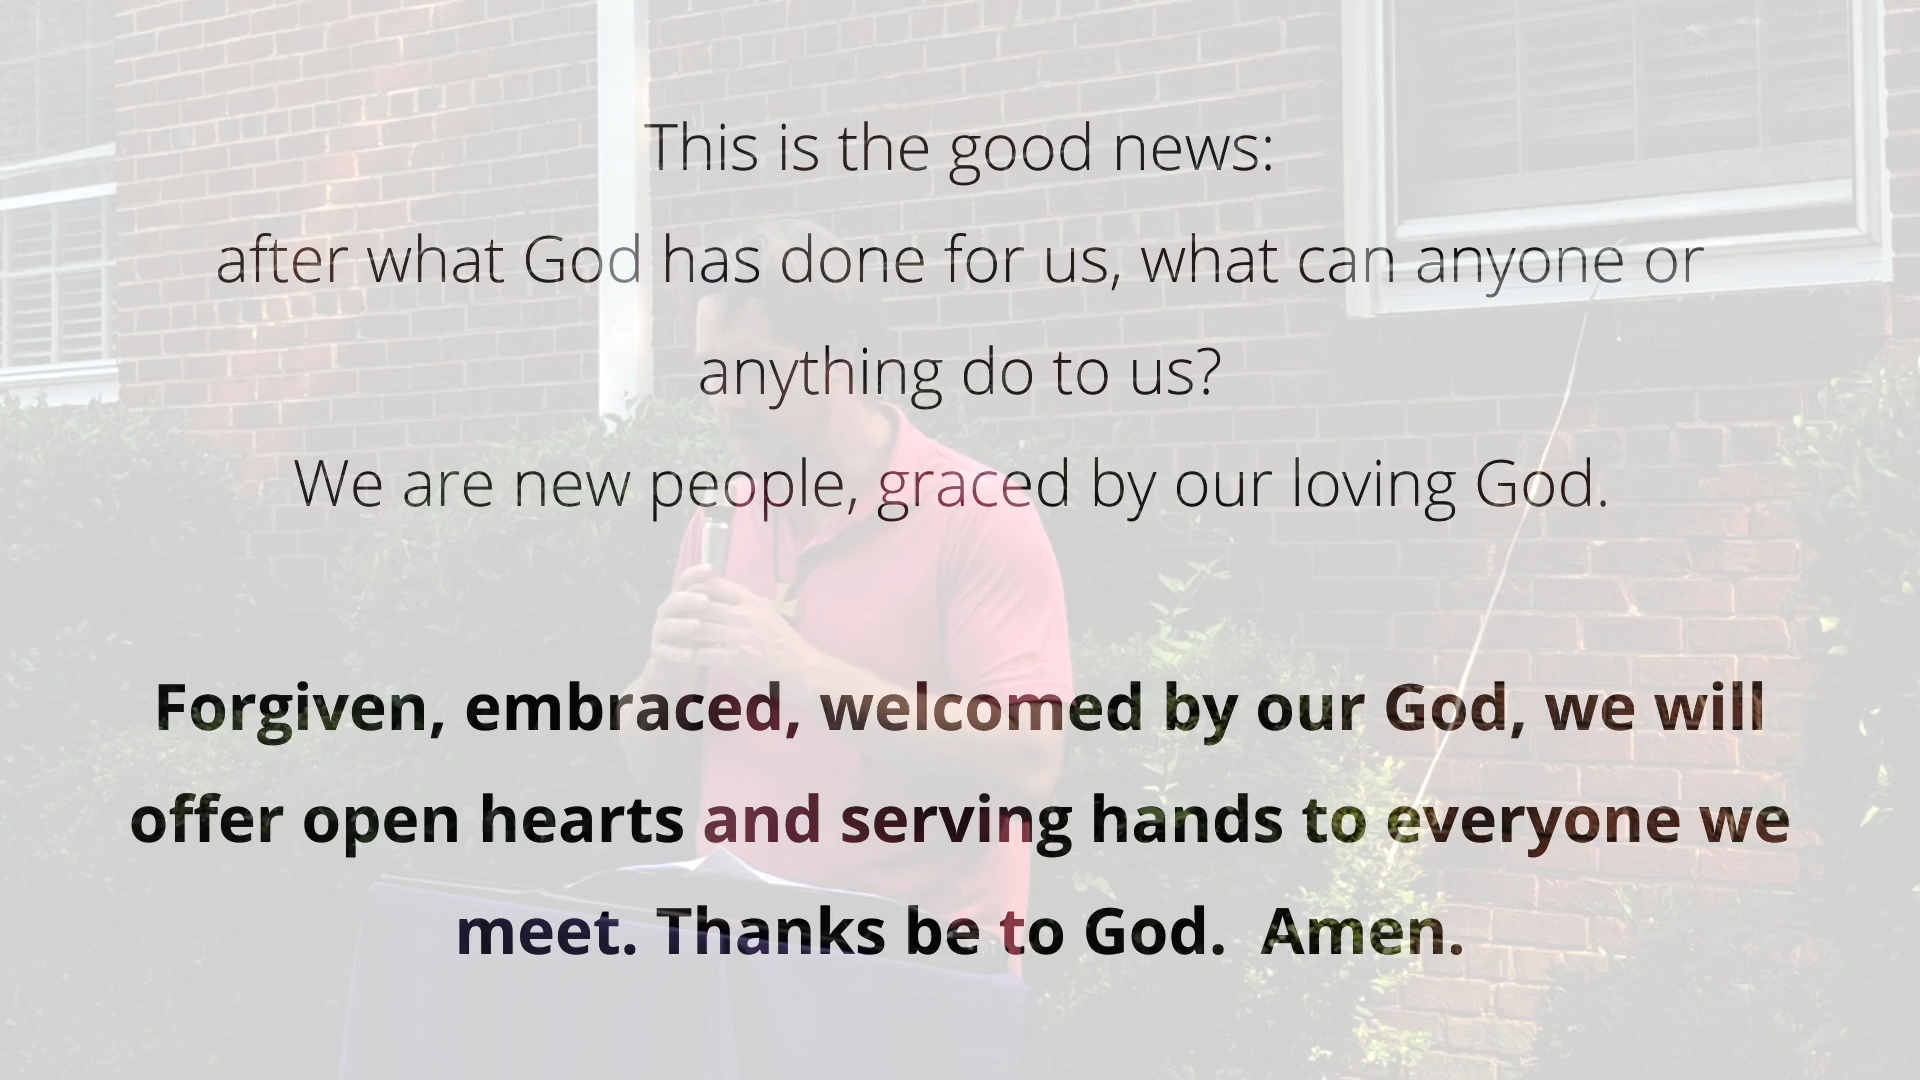 This is the good news:
after what God has done for us, what can anyone or
anything do to us?
We are new people, graced by our loving God.
Forgiven, embraced, welcomed by our God, we will
offer open hearts and serving hands to everyone we
meet. Thanks be to God.  Amen.